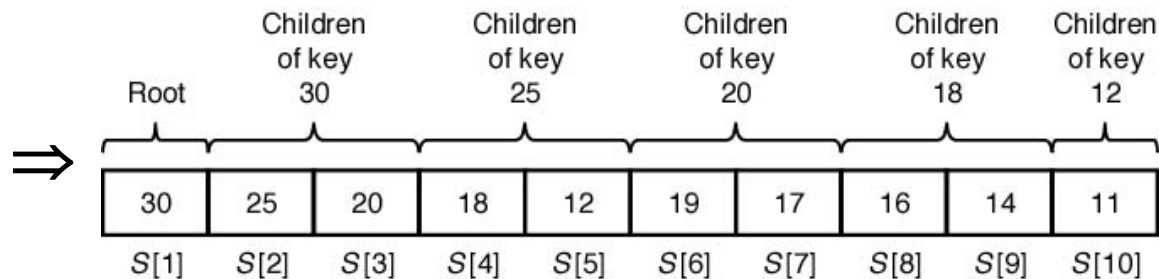 Children Children Children Children Children
of key of key of key of key of key
Root 30 25 20 18 12
⇒ 30 25 20 18 12 19 17 16 14 11
S[1] S[2] S[3] S[4] S[5] S[6] S[7] S[8] S[9] S[10]